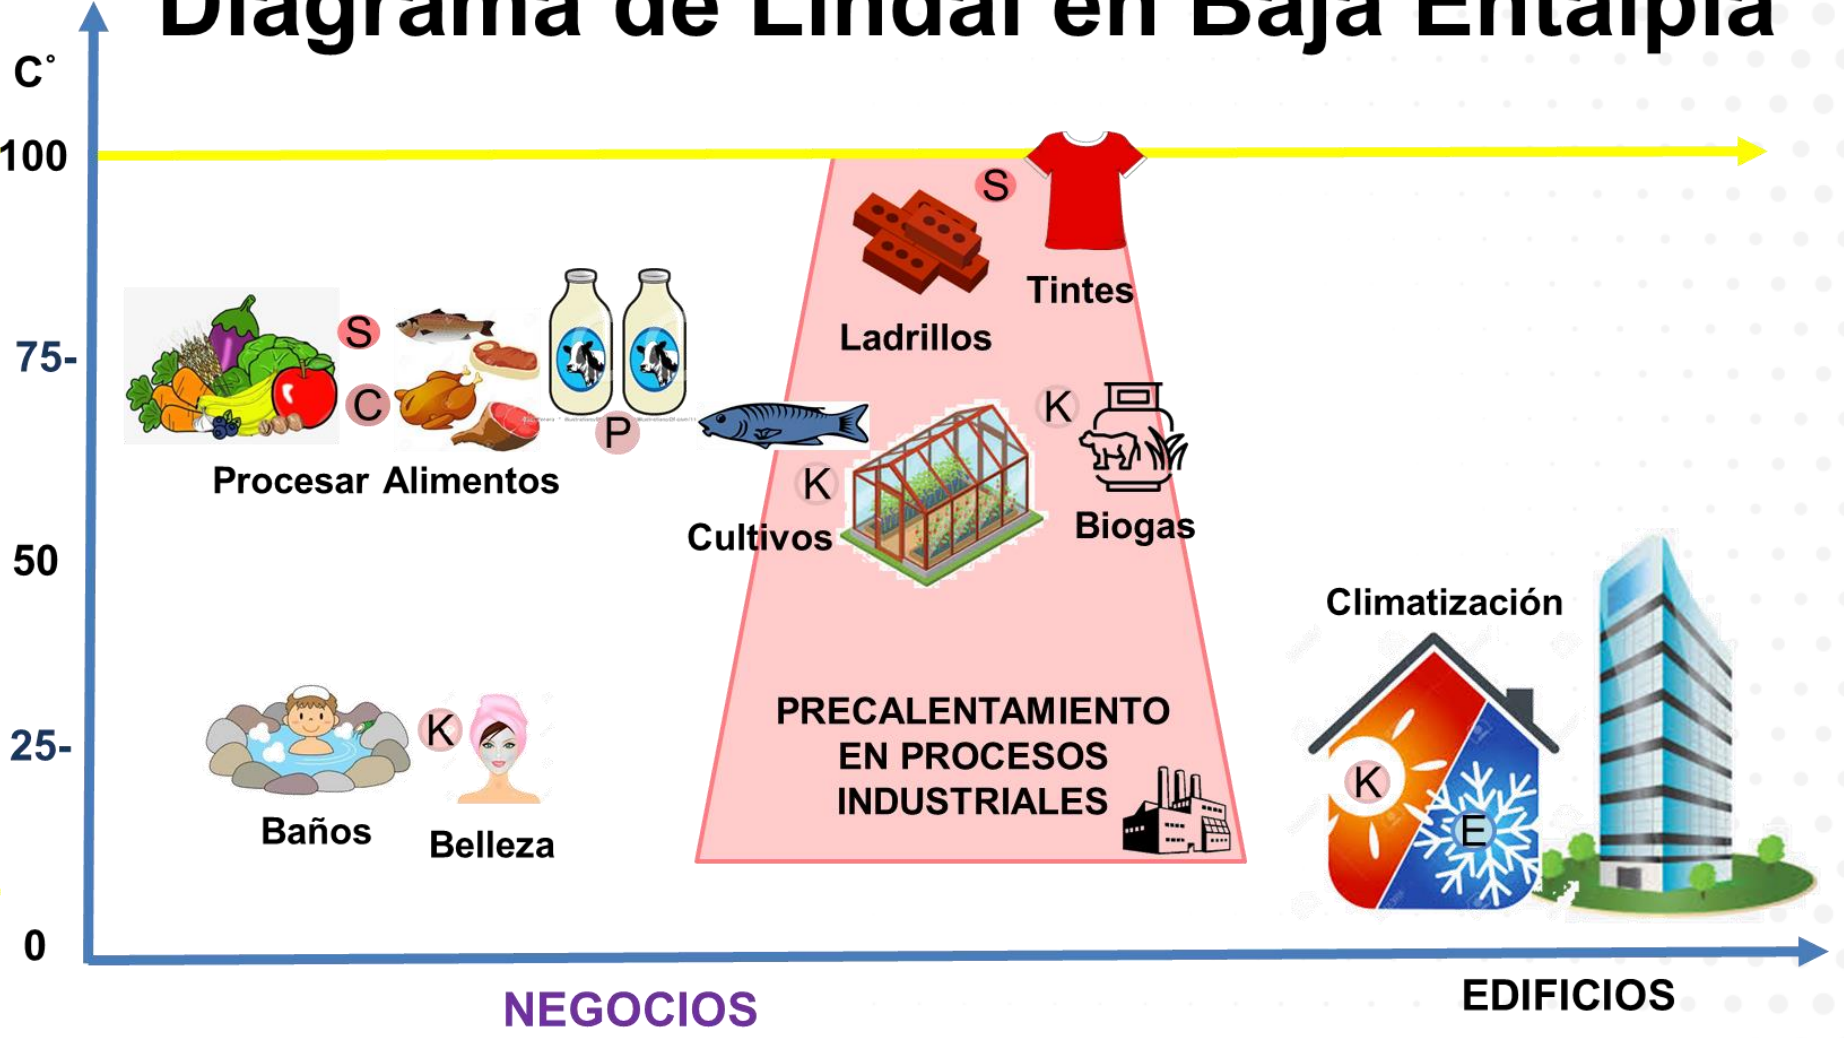 Diagrama de Lindal en Baja Entalpia
C°
100
75-
50
25-
0
S
Tintes
Ladrillos
S
C
P
Procesar Alimentos
K
K
Cultivos
Biogas
Climatización
PRECALENTAMIENTO
EN PROCESOS
INDUSTRIALES
K
Baños
Belleza
K
E
NEGOCIOS
EDIFICIOS